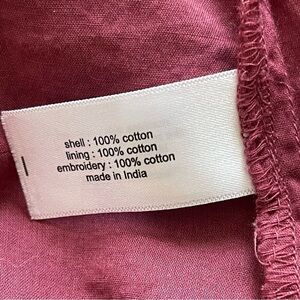 shell : 100% cotton
lining : 100% cotton
embroidery : 100% cotton
made in India